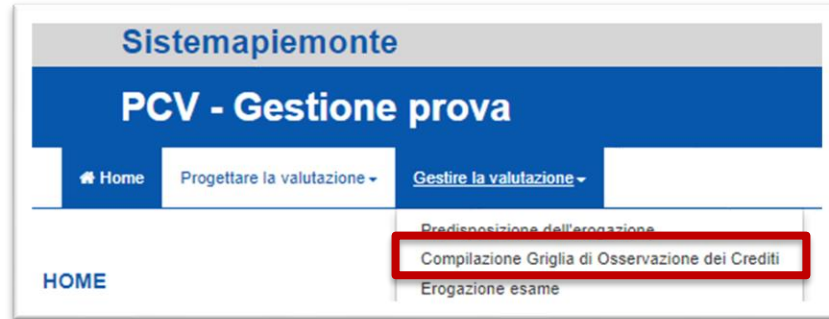 Sistemapiemonte
PCV - Gestione prova
Home Progettare la valutazione Gestire la valutazione
Predisposizione dell'erogazione
Compilazione Griglia di Osservazione dei Crediti
HOME
Erogazione esame